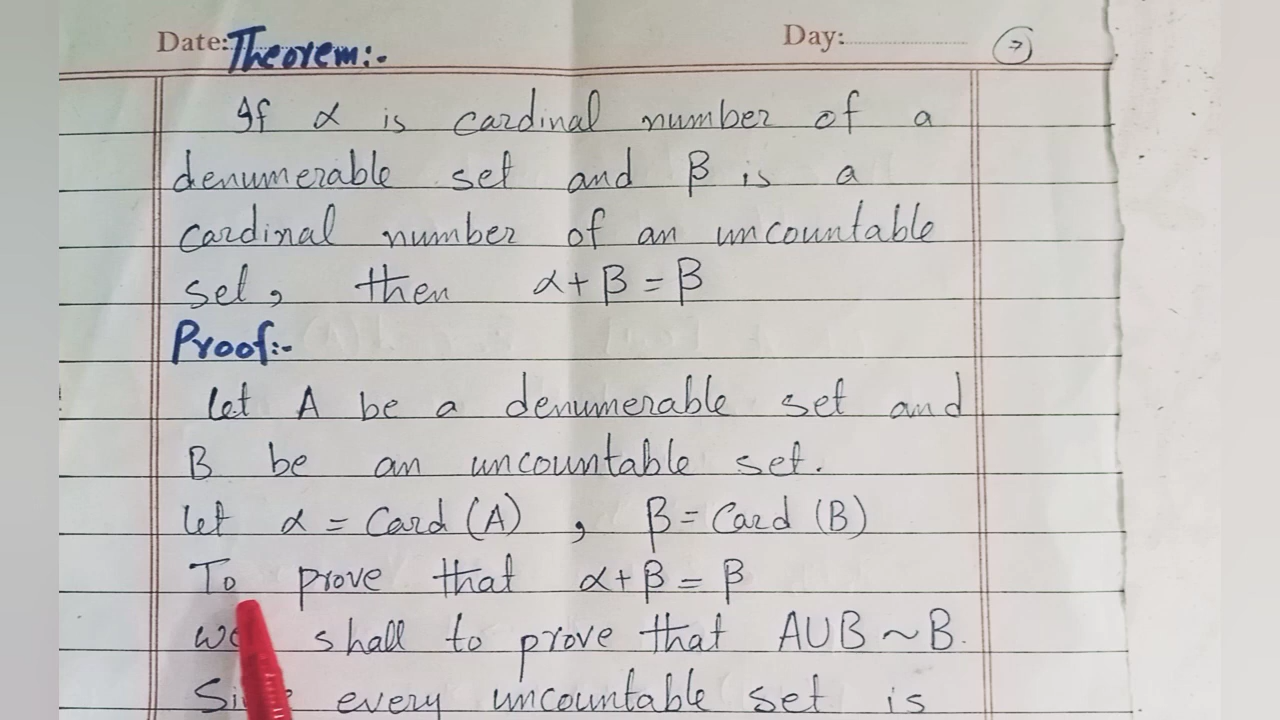 Date: Theorem:- Day: 7
If α is cardinal number of a
denumerable set and β is a
cardinal number of an uncountable
set, then α+β=β
Proof:-
let A be a denumerable set and
B be an uncountable set.
let α = Card (A) , β = Card (B)
To prove that α+β=β
shall to prove that AUB ~ B.
every uncountable set is